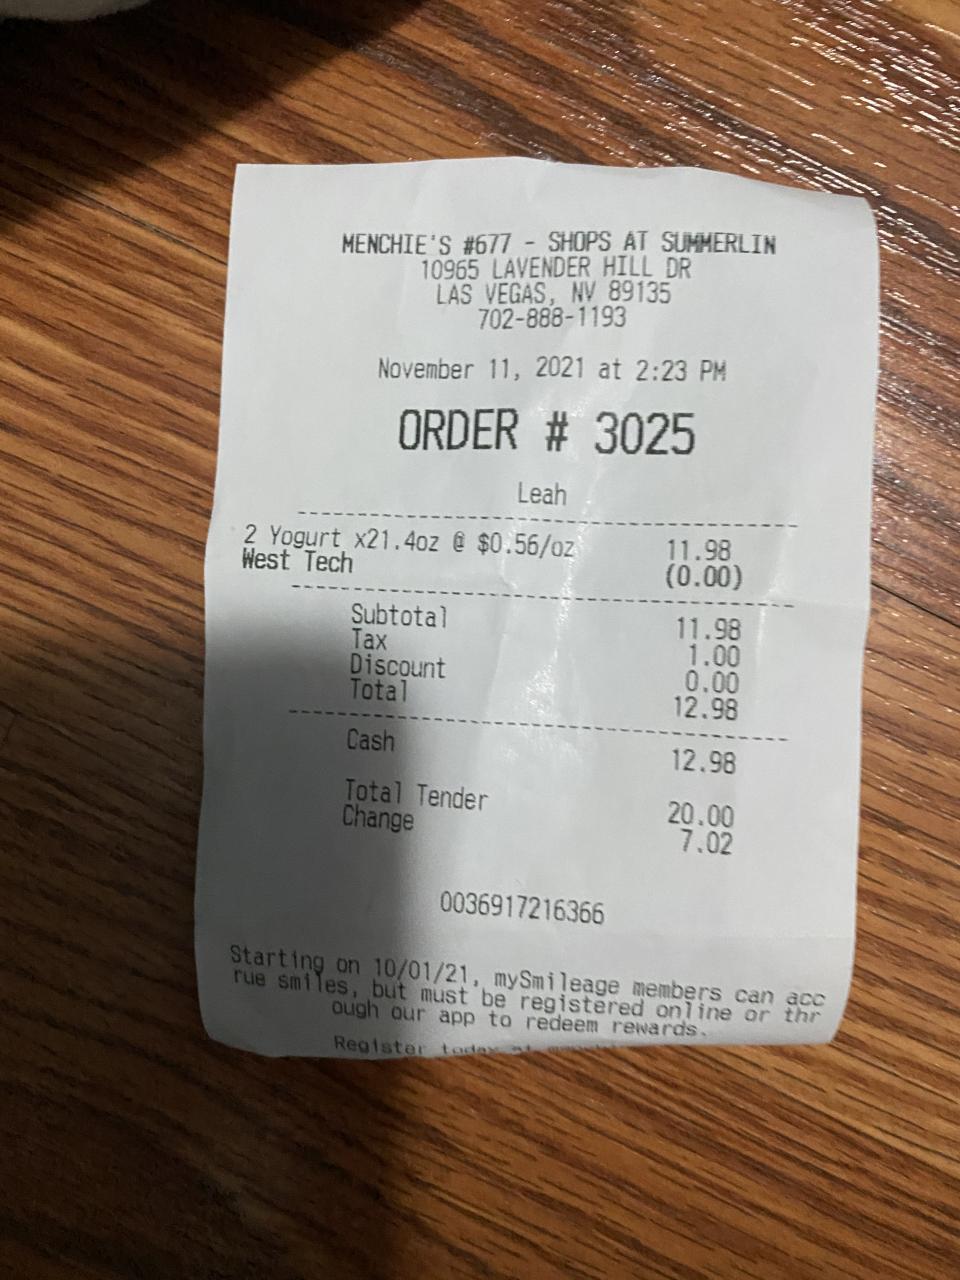 MENCHIE'S #677 - SHOPS AT SUMMERLIN
10965 LAVENDER HILL DR
LAS VEGAS, NV 89135
702-888-1193
November 11, 2021 at 2:23 PM
ORDER # 3025
Leah
2 Yogurt x21.4oz @ $0.56/oz 11.98
West Tech (0.00)
Subtotal 11.98
Tax 1.00
Discount 0.00
Total 12.98
Cash 12.98
Total Tender 20.00
Change 7.02
0036917216366
Starting on 10/01/21, mySmileage members can acc
rue smiles, but must be registered online or thr
ough our app to redeem rewards.
Register today at